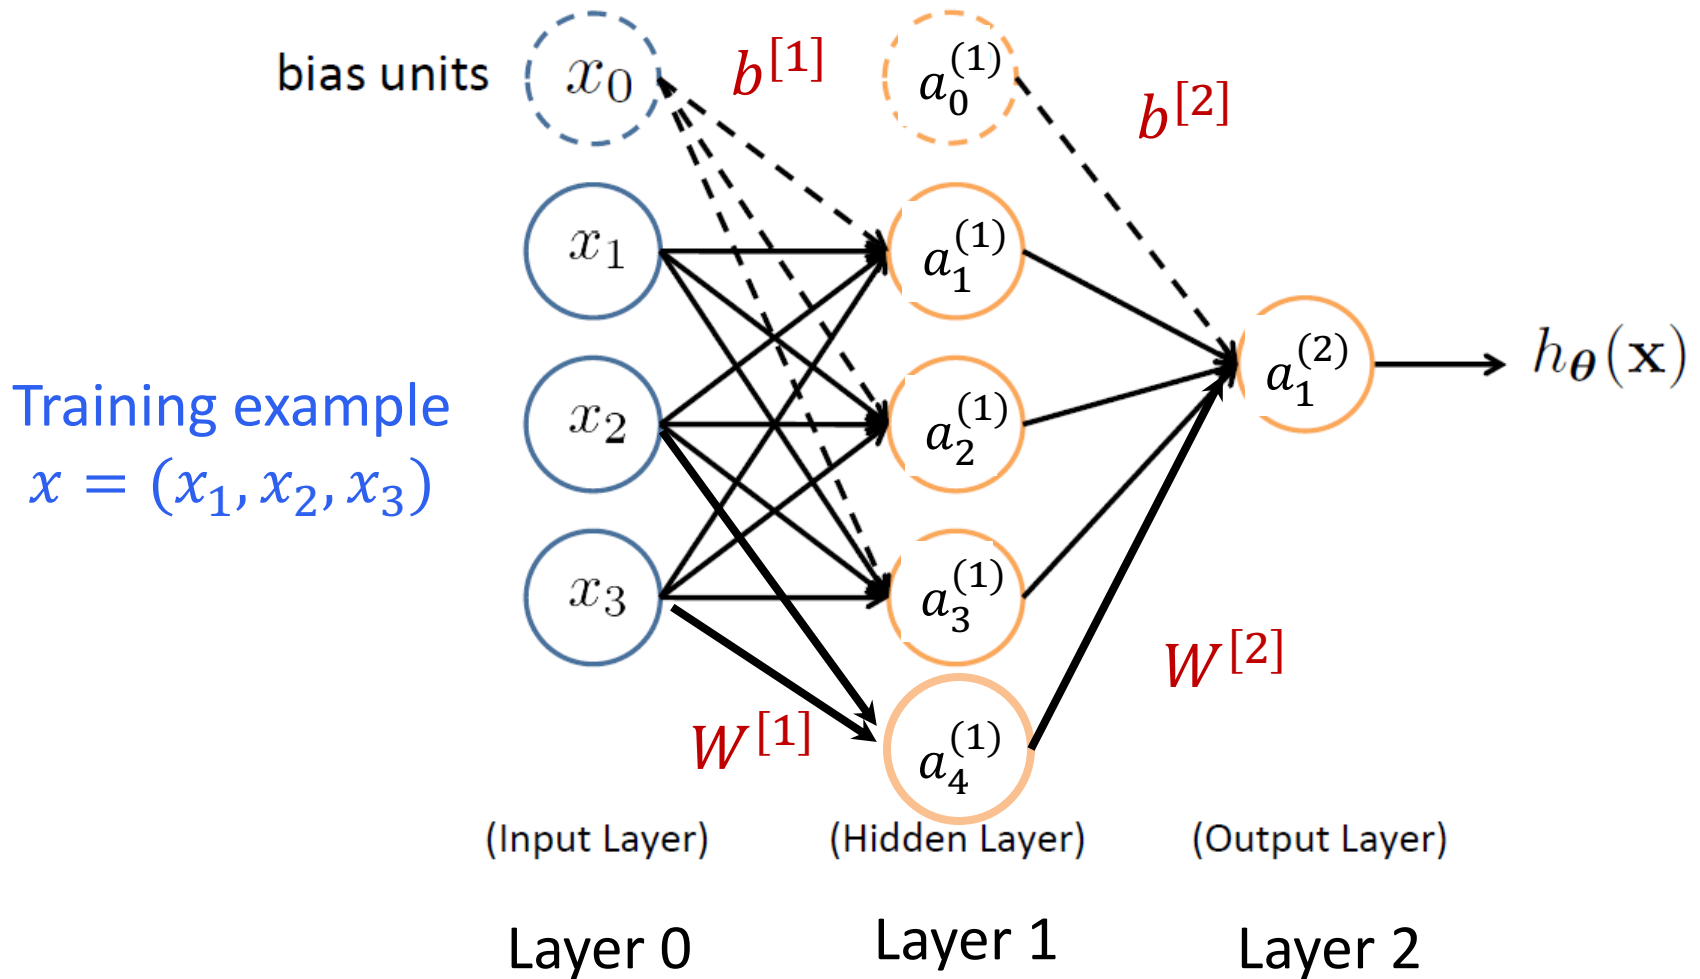 bias units
x₀
b^[1]
a₀^(1)
b^[2]
x₁
a₁^(1)
a₁^(2)
h_θ(𝐱)
Training example
x = (x₁, x₂, x₃)
x₂
a₂^(1)
x₃
a₃^(1)
W^[2]
W^[1]
a₄^(1)
(Input Layer)
(Hidden Layer)
(Output Layer)
Layer 0
Layer 1
Layer 2